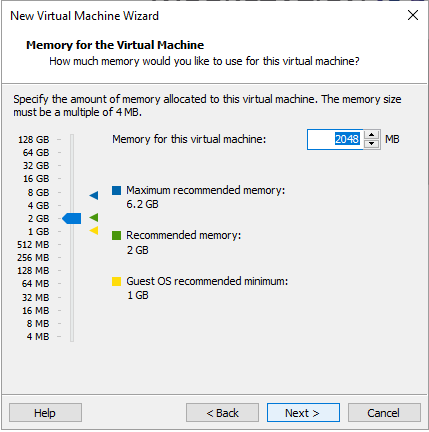 New Virtual Machine Wizard
Memory for the Virtual Machine
How much memory would you like to use for this virtual machine?
Specify the amount of memory allocated to this virtual machine. The memory size
must be a multiple of 4 MB.
128 GB
64 GB
32 GB
16 GB
8 GB
4 GB
2 GB
1 GB
512 MB
256 MB
128 MB
64 MB
32 MB
16 MB
8 MB
4 MB
Memory for this virtual machine: 2048 MB
Maximum recommended memory:
6.2 GB
Recommended memory:
2 GB
Guest OS recommended minimum:
1 GB
Help < Back Next > Cancel